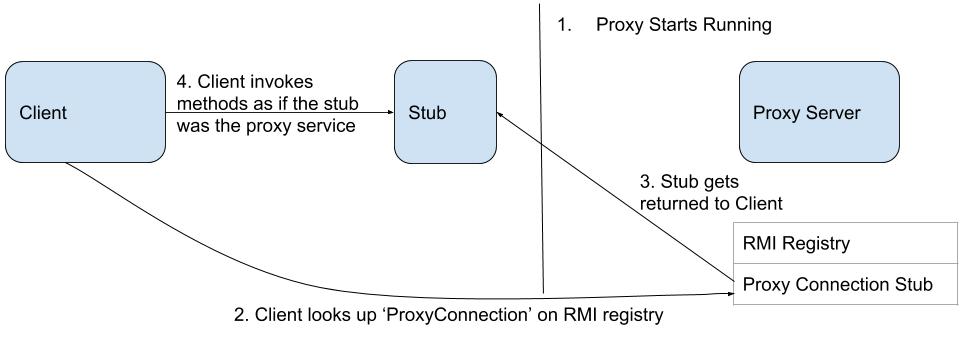 1. Proxy Starts Running
Client
4. Client invokes
methods as if the stub
was the proxy service
Stub
Proxy Server
3. Stub gets
returned to Client
RMI Registry
Proxy Connection Stub
2. Client looks up ‘ProxyConnection’ on RMI registry